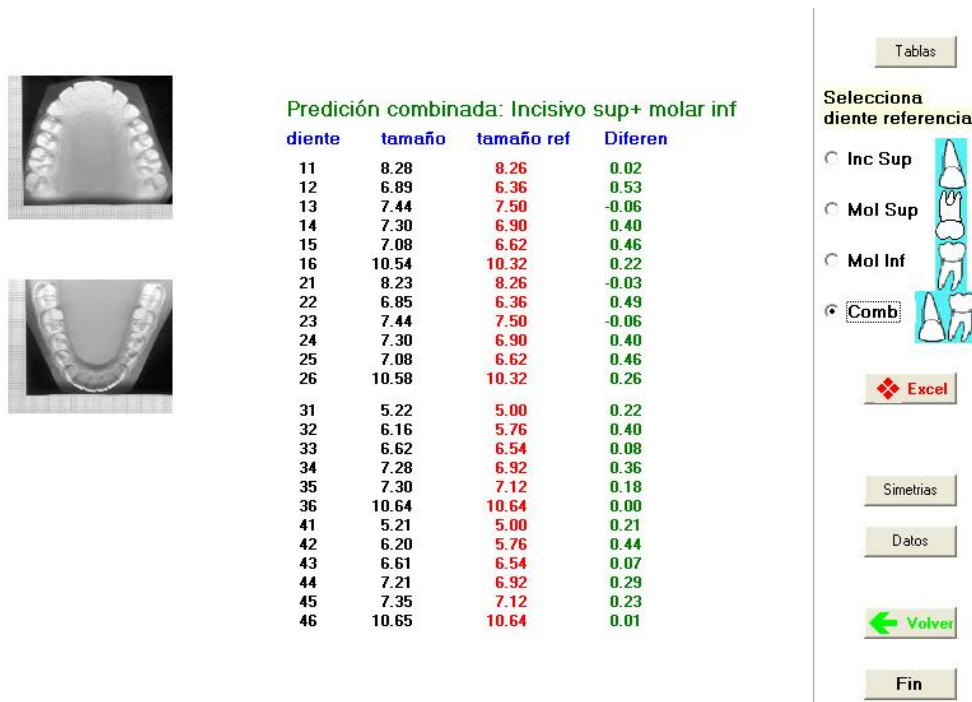 Predición combinada: Incisivo sup+ molar inf
diente tamaño tamaño ref Diferen
11 8.28 8.26 0.02
12 6.89 6.36 0.53
13 7.44 7.50 -0.06
14 7.30 6.90 0.40
15 7.08 6.62 0.46
16 10.54 10.32 0.22
21 8.23 8.26 -0.03
22 6.85 6.36 0.49
23 7.44 7.50 -0.06
24 7.30 6.90 0.40
25 7.08 6.62 0.46
26 10.58 10.32 0.26
31 5.22 5.00 0.22
32 6.16 5.76 0.40
33 6.62 6.54 0.08
34 7.28 6.92 0.36
35 7.30 7.12 0.18
36 10.64 10.64 0.00
41 5.21 5.00 0.21
42 6.20 5.76 0.44
43 6.61 6.54 0.07
44 7.21 6.92 0.29
45 7.35 7.12 0.23
46 10.65 10.64 0.01
Tablas
Selecciona
diente referencia
Inc Sup
Mol Sup
Mol Inf
Comb
Excel
Simetrias
Datos
Volver
Fin